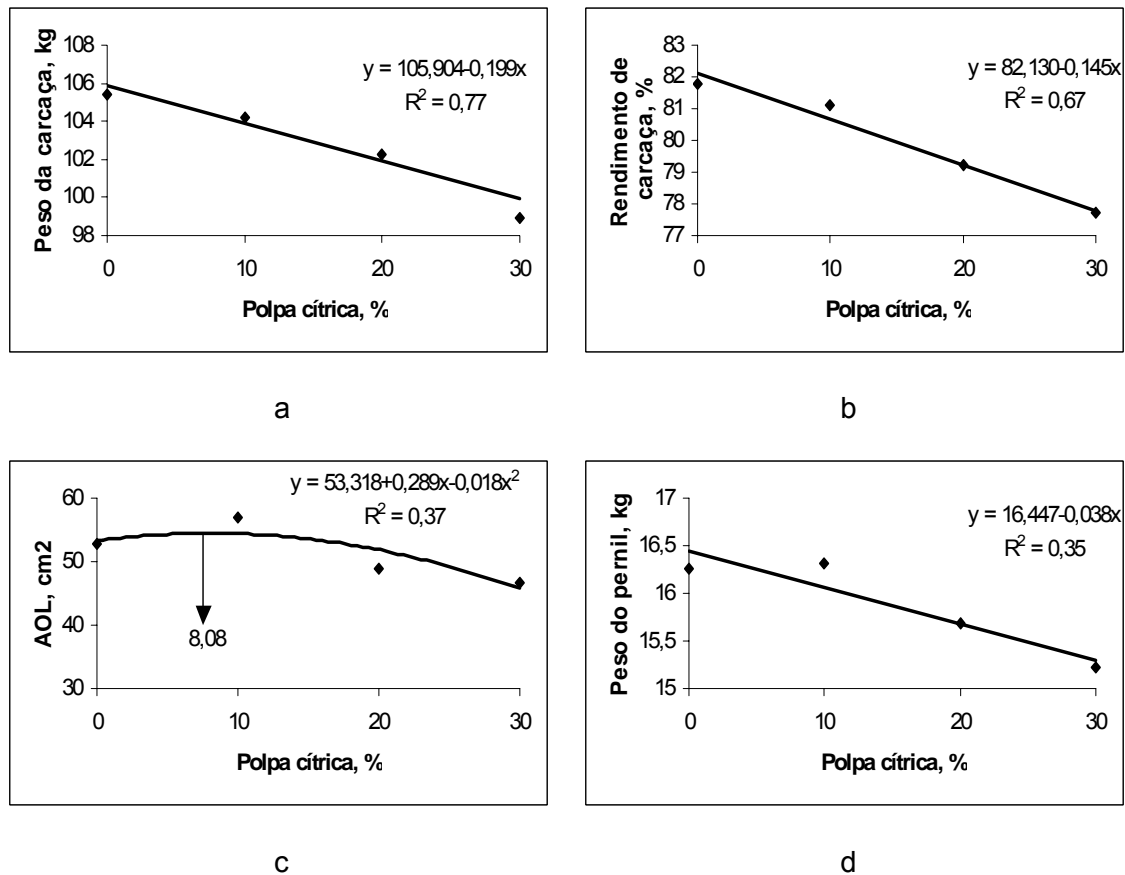 Peso da carcaça, kg
108
106
104
102
100
98
0 10 20 30
Polpa cítrica, %
y = 105,904-0,199x
R² = 0,77
a
Rendimento de
carcaça, %
83
82
81
80
79
78
77
0 10 20 30
Polpa cítrica, %
y = 82,130-0,145x
R² = 0,67
b
AOL, cm2
60
50
40
30
0 10 20 30
Polpa cítrica, %
y = 53,318+0,289x-0,018x²
R² = 0,37
8,08
c
Peso do pernil, kg
17
16,5
16
15,5
15
0 10 20 30
Polpa cítrica, %
y = 16,447-0,038x
R² = 0,35
d